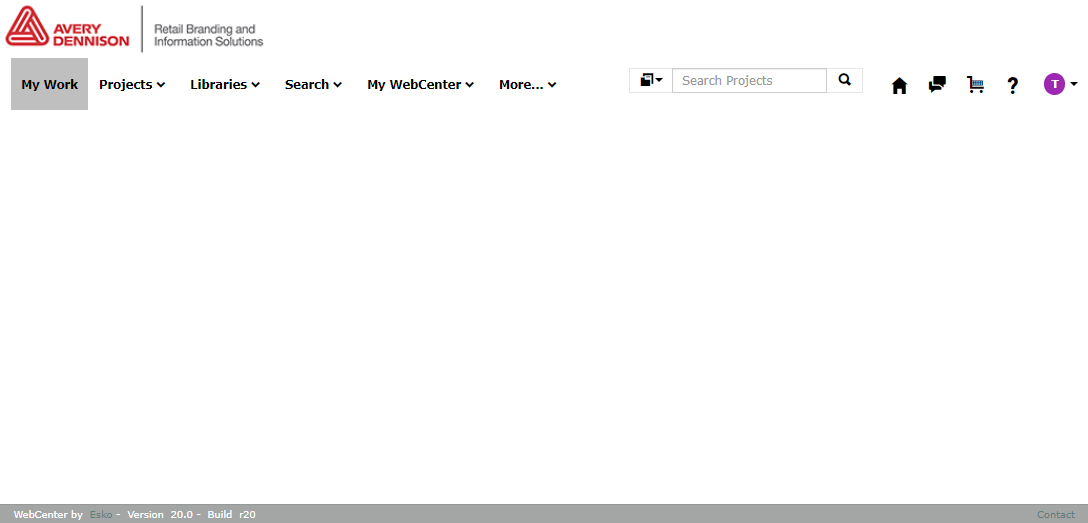 AVERY
DENNISON
Retail Branding and
Information Solutions
My Work Projects Libraries Search My WebCenter More... Search Projects ? T
WebCenter by Esko - Version 20.0 - Build r20 Contact